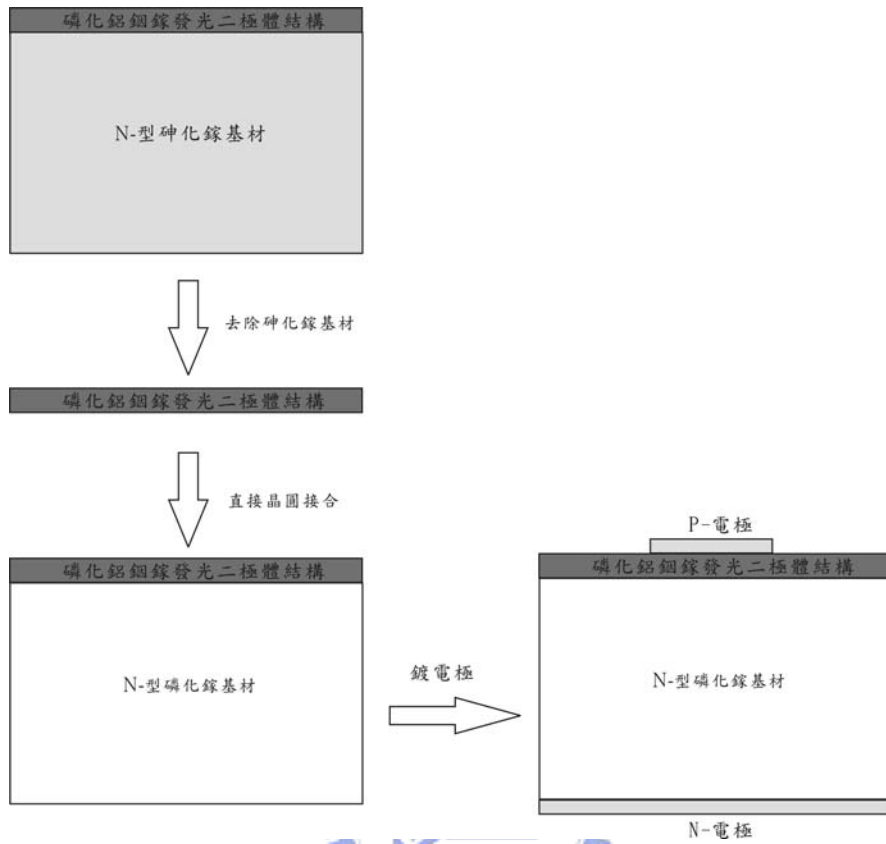 磷化鋁銦鎵發光二極體結構
N-型砷化鎵基材
去除砷化鎵基材
磷化鋁銦鎵發光二極體結構
直接晶圓接合
磷化鋁銦鎵發光二極體結構
N-型磷化鎵基材
鍍電極
P-電極
磷化鋁銦鎵發光二極體結構
N-型磷化鎵基材
N-電極